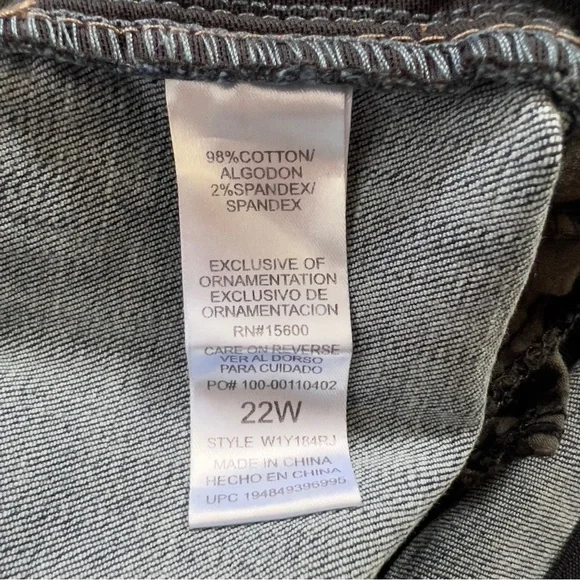 98%COTTON/
ALGODON
2%SPANDEX/
SPANDEX
EXCLUSIVE OF
ORNAMENTATION
EXCLUSIVO DE
ORNAMENTACION
RN#15600
CARE ON REVERSE
VER AL DORSO
PARA CUIDADO
PO# 100-00110402
22W
STYLE W1Y184RJ
MADE IN CHINA
HECHO EN CHINA
UPC 194849396995